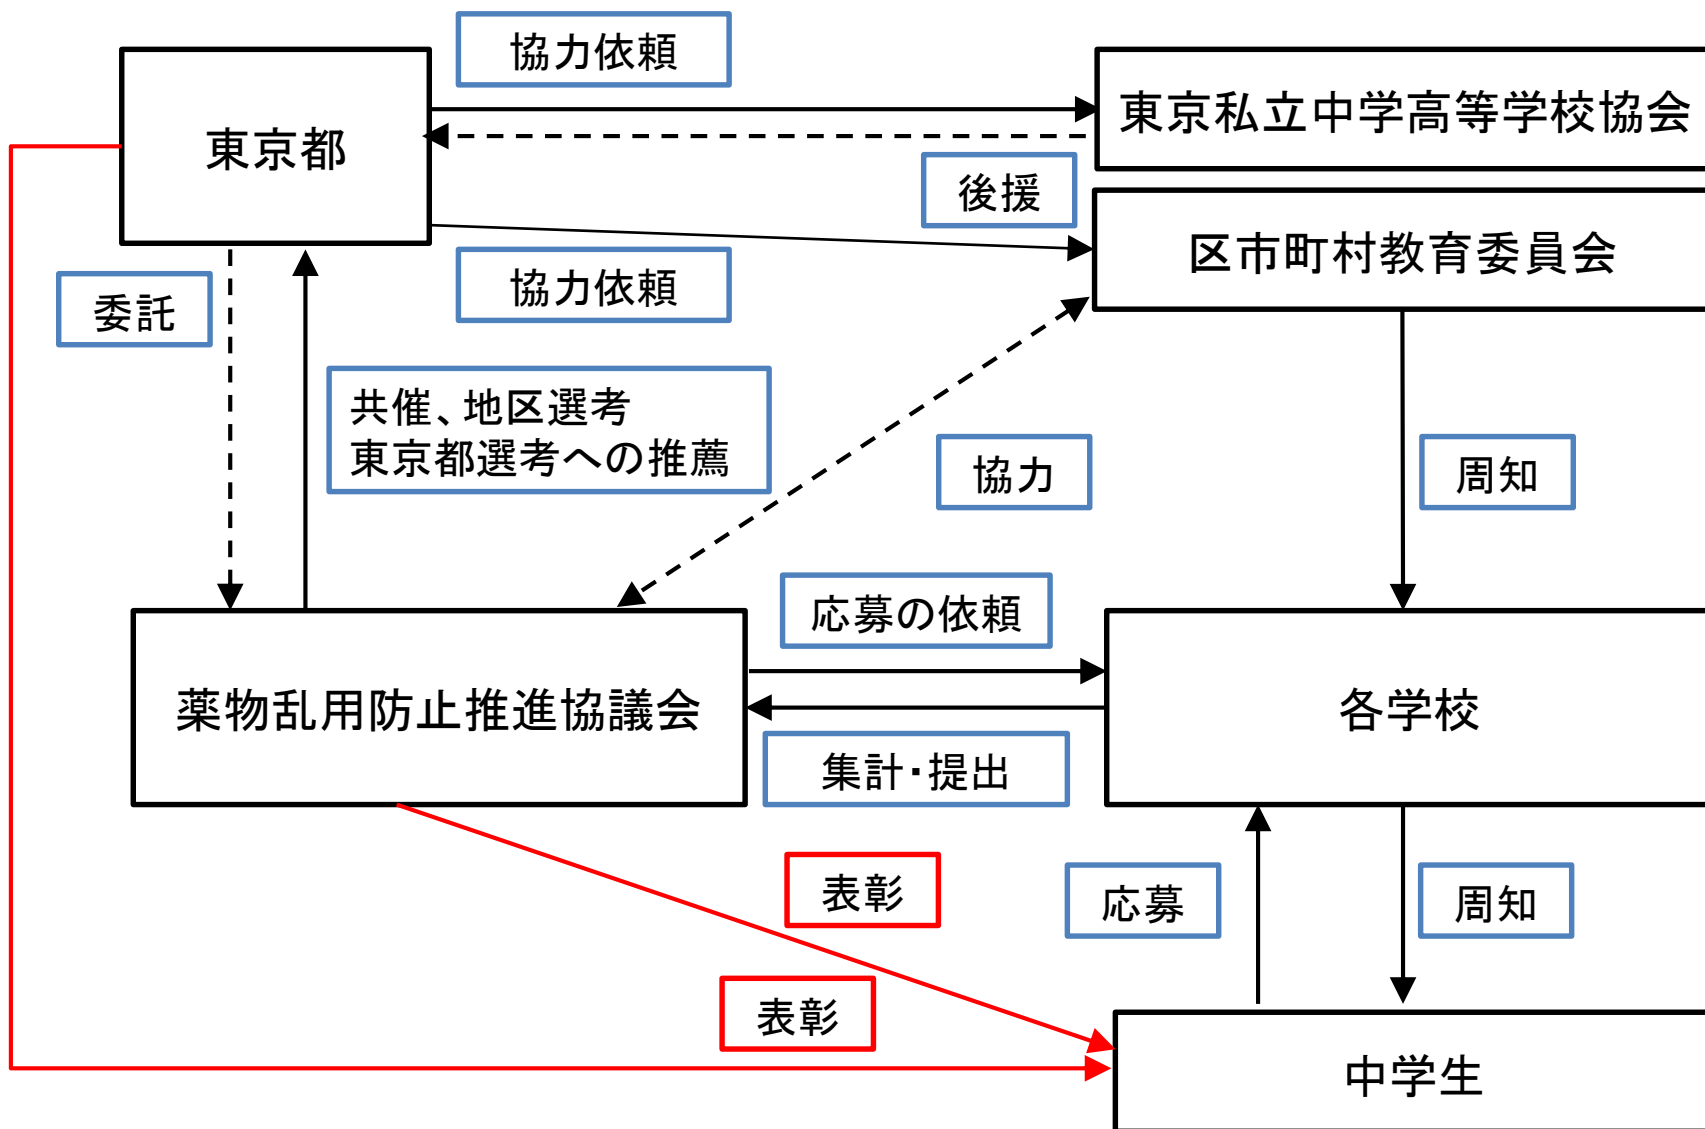 協力依頼
東京都
東京私立中学高等学校協会
後援
区市町村教育委員会
協力依頼
委託
共催、地区選考
東京都選考への推薦
協力
周知
応募の依頼
薬物乱用防止推進協議会
各学校
集計・提出
表彰
応募
周知
表彰
中学生